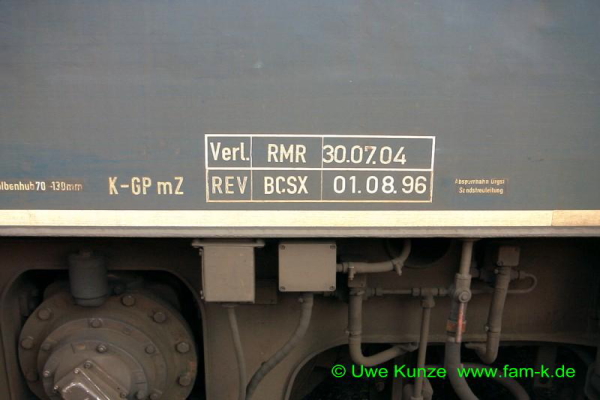 Verl. RMR 30.07.04
lbenhub 70 -130mm K-GP mZ REV BCSX 01.08.96
© Uwe Kunze www.fam-k.de